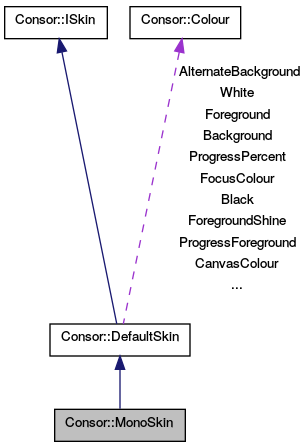 Consor::ISkin
Consor::Colour
AlternateBackground
White
Foreground
Background
ProgressPercent
FocusColour
Black
ForegroundShine
ProgressForeground
CanvasColour
...
Consor::DefaultSkin
Consor::MonoSkin